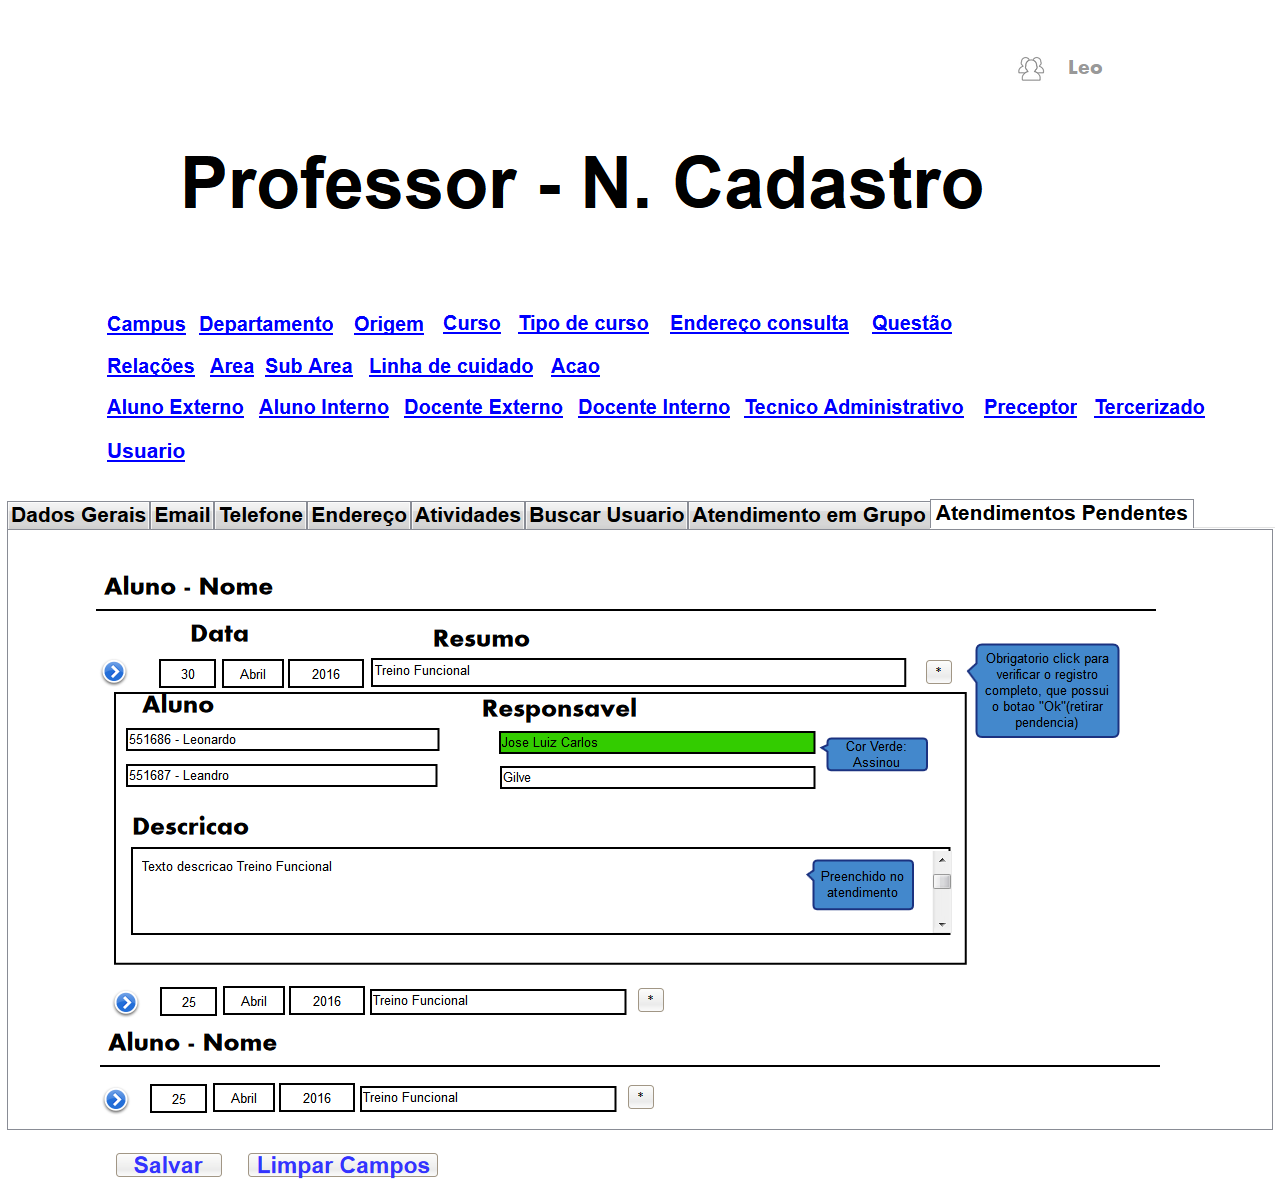 Leo
Professor - N. Cadastro
Campus Departamento Origem Curso Tipo de curso Endereço consulta Questão
Relações Area Sub Area Linha de cuidado Acao
Aluno Externo Aluno Interno Docente Externo Docente Interno Tecnico Administrativo Preceptor Tercerizado
Usuario
Dados Gerais Email Telefone Endereço Atividades Buscar Usuario Atendimento em Grupo Atendimentos Pendentes
Aluno - Nome
Data Resumo
30 Abril 2016 Treino Funcional *
Obrigatorio click para
verificar o registro
completo, que possui
o botao "Ok"(retirar
pendencia)
Aluno Responsavel
551686 - Leonardo Jose Luiz Carlos
Cor Verde:
Assinou
551687 - Leandro Gilve
Descricao
Texto descricao Treino Funcional
Preenchido no
atendimento
25 Abril 2016 Treino Funcional *
Aluno - Nome
25 Abril 2016 Treino Funcional *
Salvar Limpar Campos